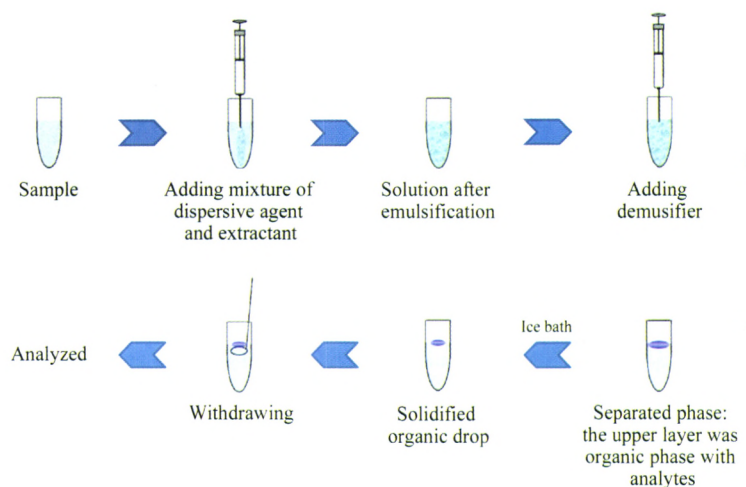 Sample
Adding mixture of
dispersive agent
and extractant
Solution after
emulsification
Adding
demusifier
Ice bath
Analyzed
Withdrawing
Solidified
organic drop
Separated phase:
the upper layer was
organic phase with
analytes